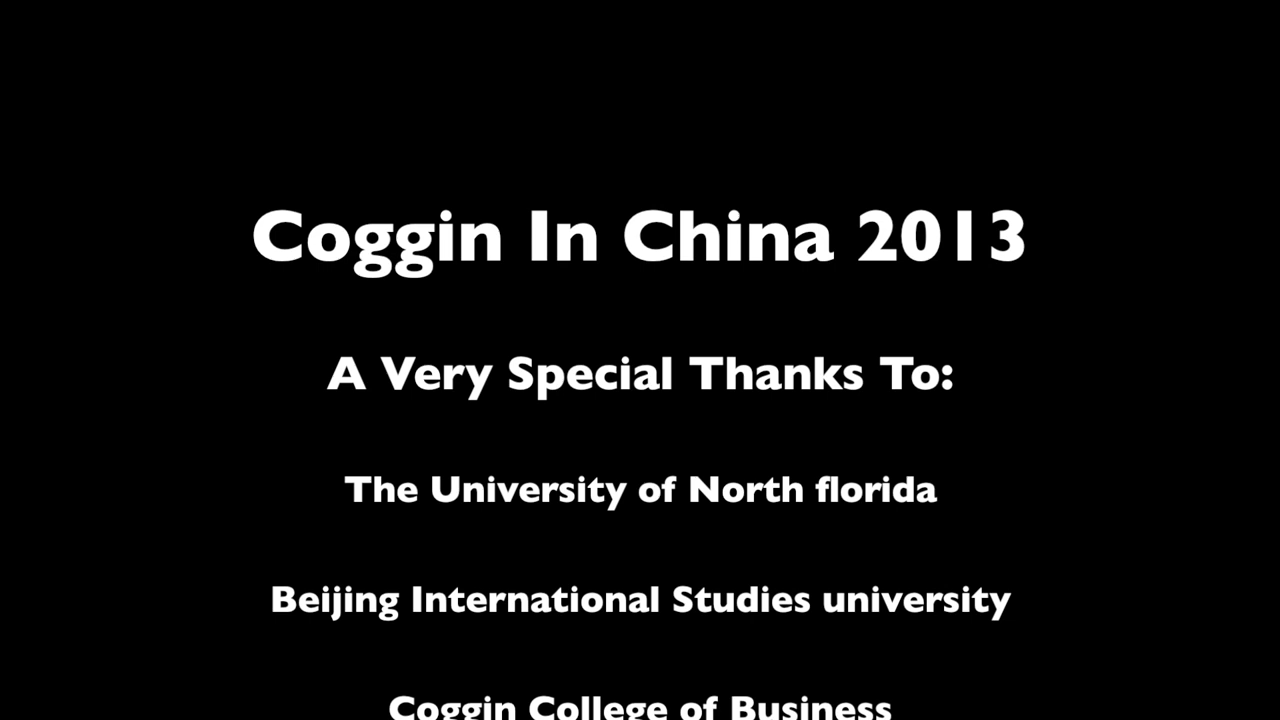 Coggin In China 2013
A Very Special Thanks To:
The University of North florida
Beijing International Studies university
Coggin College of Business